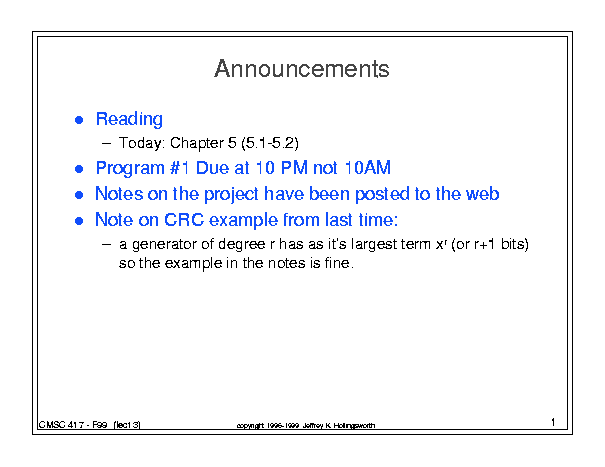 Announcements
● Reading
– Today: Chapter 5 (5.1-5.2)
● Program #1 Due at 10 PM not 10AM
● Notes on the project have been posted to the web
● Note on CRC example from last time:
– a generator of degree r has as it's largest term xʳ (or r+1 bits)
so the example in the notes is fine.
CMSC 417 - F99 (lect 3)
copyright 1996-1999 Jeffrey K. Hollingsworth
1